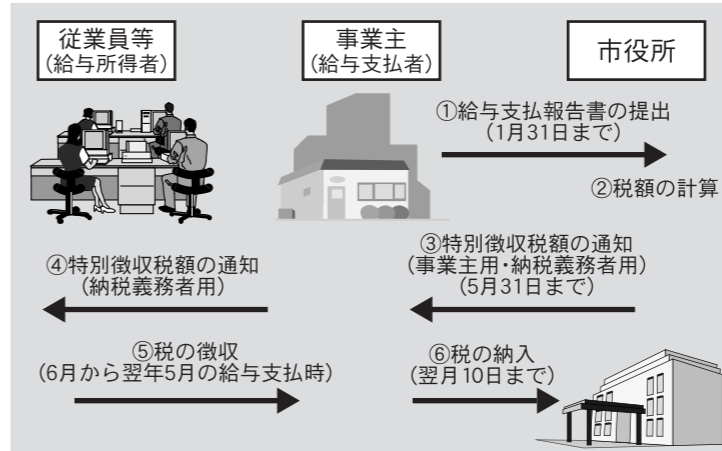 従業員等
(給与所得者)
事業主
(給与支払者)
市役所
①給与支払報告書の提出
(1月31日まで)
②税額の計算
③特別徴収税額の通知
(事業主用・納税義務者用)
(5月31日まで)
④特別徴収税額の通知
(納税義務者用)
⑤税の徴収
(6月から翌年5月の給与支払時)
⑥税の納入
(翌月10日まで)